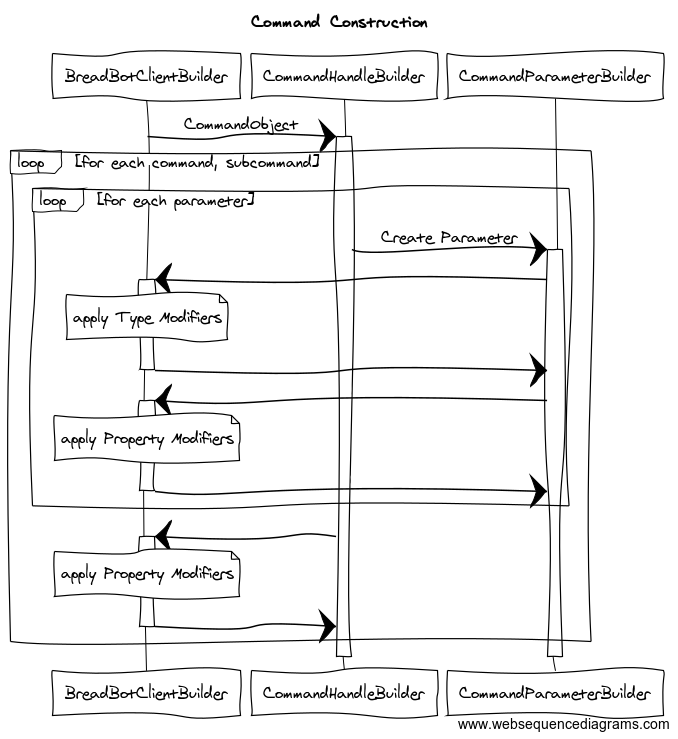 Command Construction
BreadBotClientBuilder
CommandHandleBuilder
CommandParameterBuilder
CommandObject
loop
[for each command, subcommand]
loop
[for each parameter]
Create Parameter
apply Type Modifiers
apply Property Modifiers
apply Property Modifiers
BreadBotClientBuilder
CommandHandleBuilder
CommandParameterBuilder
www.websequencediagrams.com